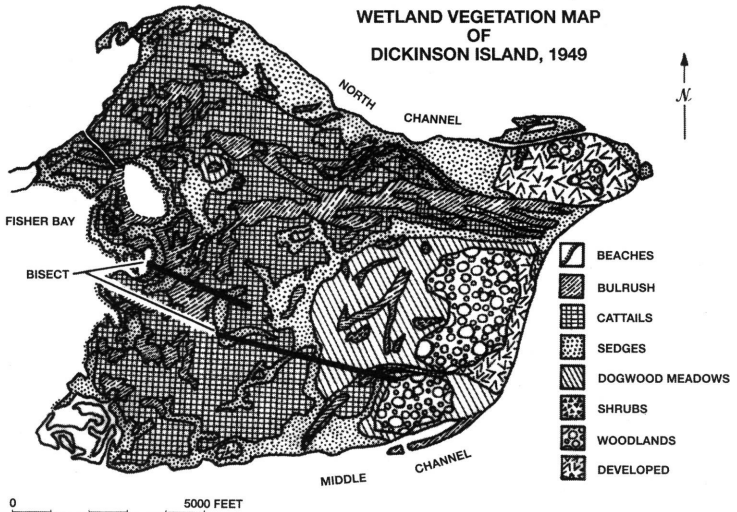 WETLAND VEGETATION MAP
OF
DICKINSON ISLAND, 1949
N
NORTH
CHANNEL
FISHER BAY
BISECT
BEACHES
BULRUSH
CATTAILS
SEDGES
DOGWOOD MEADOWS
SHRUBS
WOODLANDS
DEVELOPED
MIDDLE
CHANNEL
0
5000 FEET